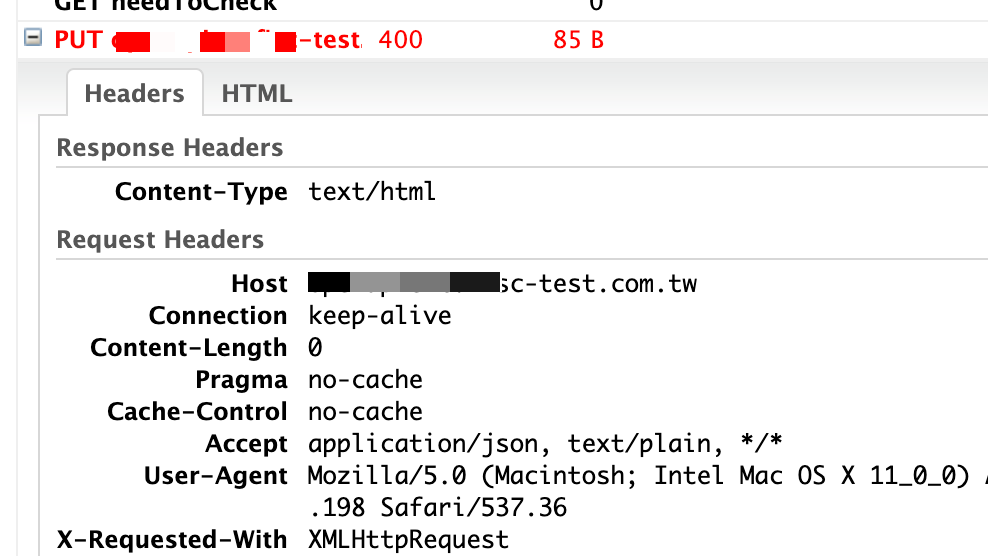 GET needToCheck 0
PUT -test. 400 85 B
Headers HTML
Response Headers
Content-Type text/html
Request Headers
Host sc-test.com.tw
Connection keep-alive
Content-Length 0
Pragma no-cache
Cache-Control no-cache
Accept application/json, text/plain, */*
User-Agent Mozilla/5.0 (Macintosh; Intel Mac OS X 11_0_0)
.198 Safari/537.36
X-Requested-With XMLHttpRequest